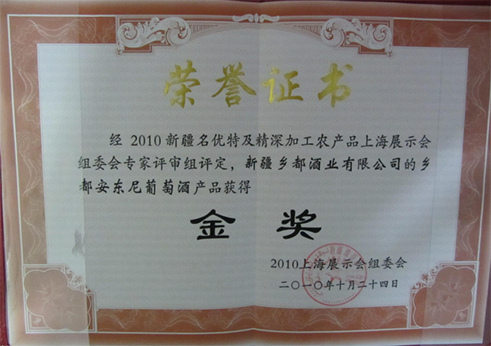 荣誉证书
经 2010 新疆名优特及精深加工农产品上海展示会
组委会专家评审组评定，新疆乡都酒业有限公司的乡
都安东尼葡萄酒产品获得
金 奖
2010上海展示会组委会
二〇一〇年十月二十四日